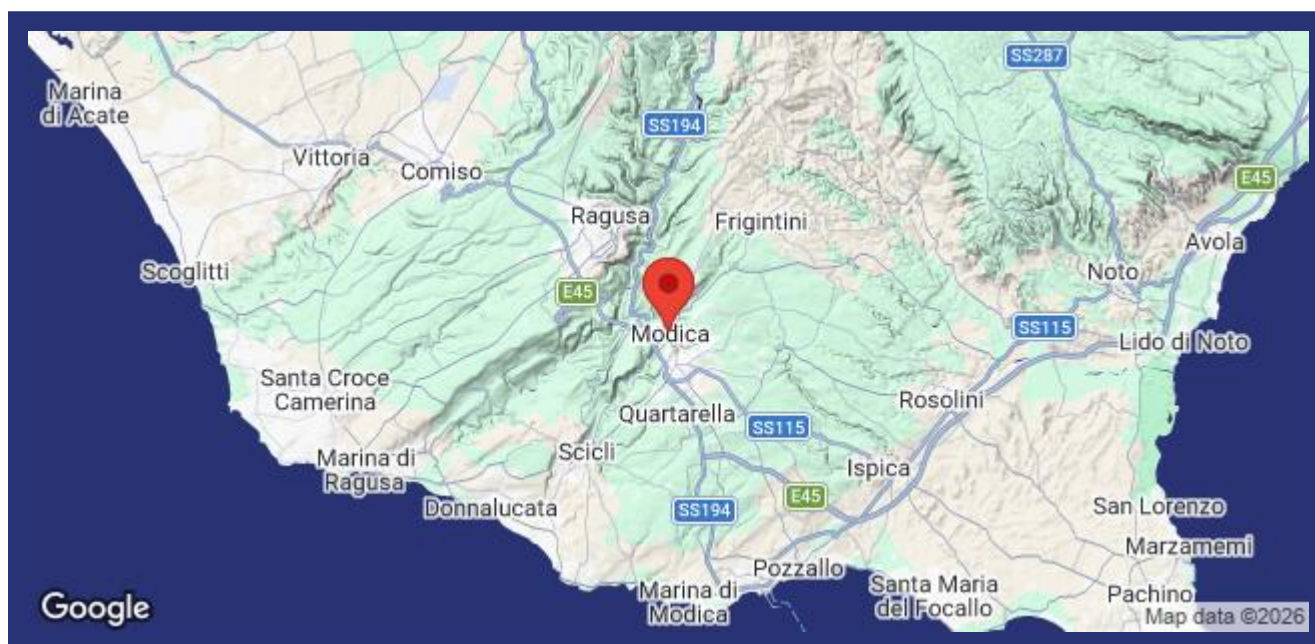 SS287
Marina
di Acate
SS194
Vittoria
Comiso
E45
Ragusa
Frigintini
Avola
Scoglitti
Noto
E45
SS115
Modica
Lido di Noto
Santa Croce
Camerina
Rosolini
Quartarella
SS115
Scicli
Marina di
Ragusa
Ispica
E45
Donnalucata
SS194
San Lorenzo
Marzamemi
Pozzallo
Marina di
Modica
Santa Maria
del Focallo
Pachino
Google
Map data ©2026